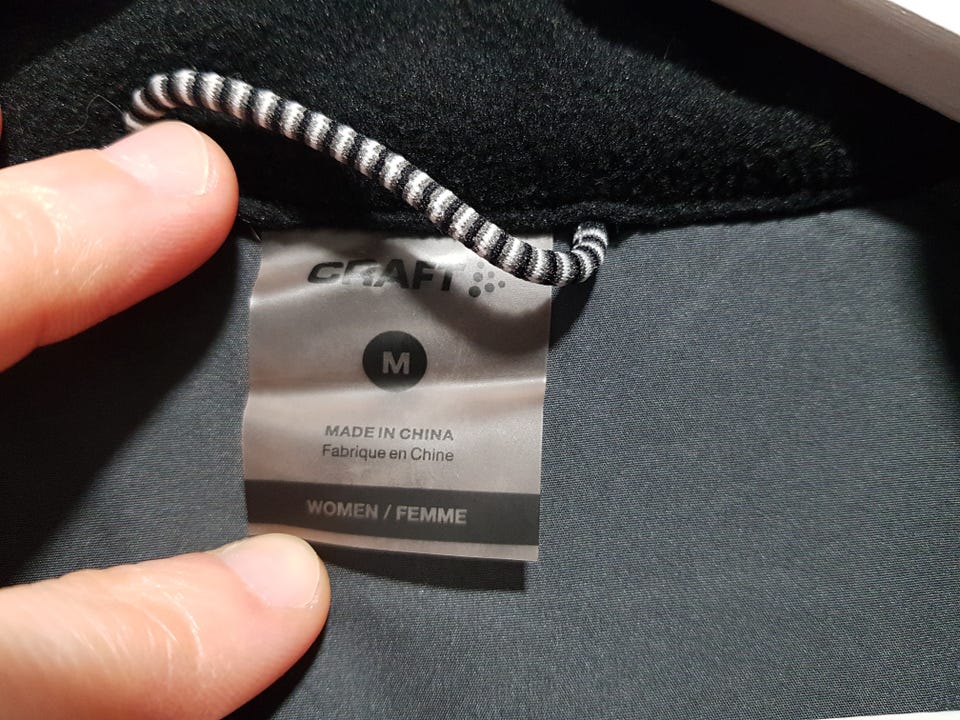 CRAFT
M
MADE IN CHINA
Fabrique en Chine
WOMEN / FEMME